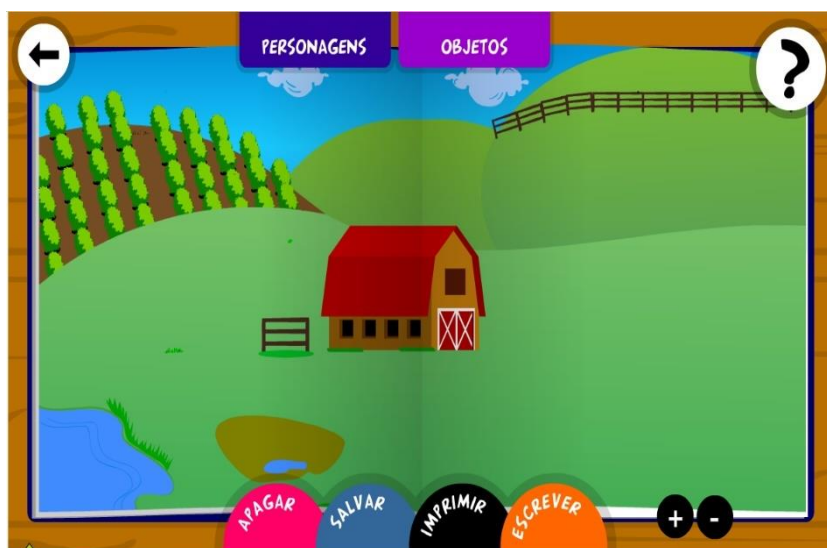 PERSONAGENS
OBJETOS
?
APAGAR
SALVAR
IMPRIMIR
ESCREVER
+ -